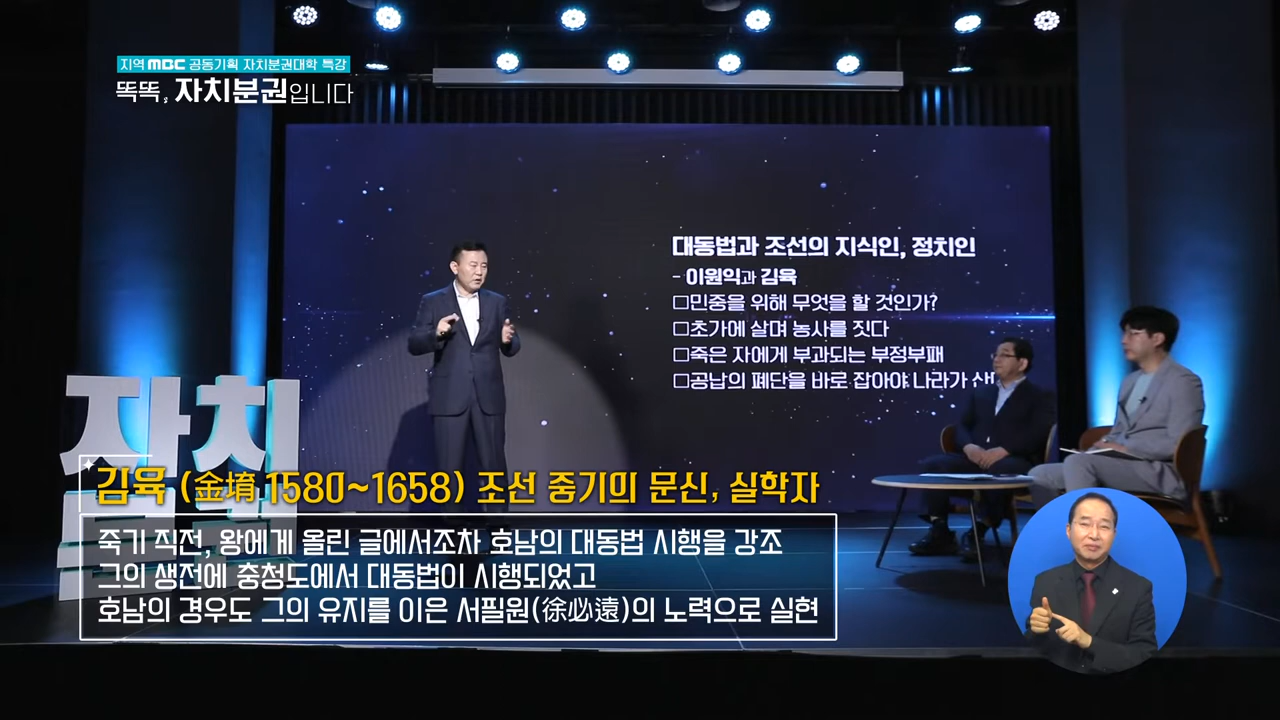 지역 MBC 공동기획 자치분권대학 특강
똑똑, 자치분권입니다
대동법과 조선의 지식인, 정치인
- 이원익과 김육
□민중을 위해 무엇을 할 것인가?
□초가에 살며 농사를 짓다
□죽은 자에게 부과되는 부정부패
□공납의 폐단을 바로 잡아야 나라가 산
자치
김육 (金堉 1580~1658) 조선 중기의 문신, 실학자
죽기 직전, 왕에게 올린 글에서조차 호남의 대동법 시행을 강조
그의 생전에 충청도에서 대동법이 시행되었고
호남의 경우도 그의 유지를 이은 서필원(徐必遠)의 노력으로 실현